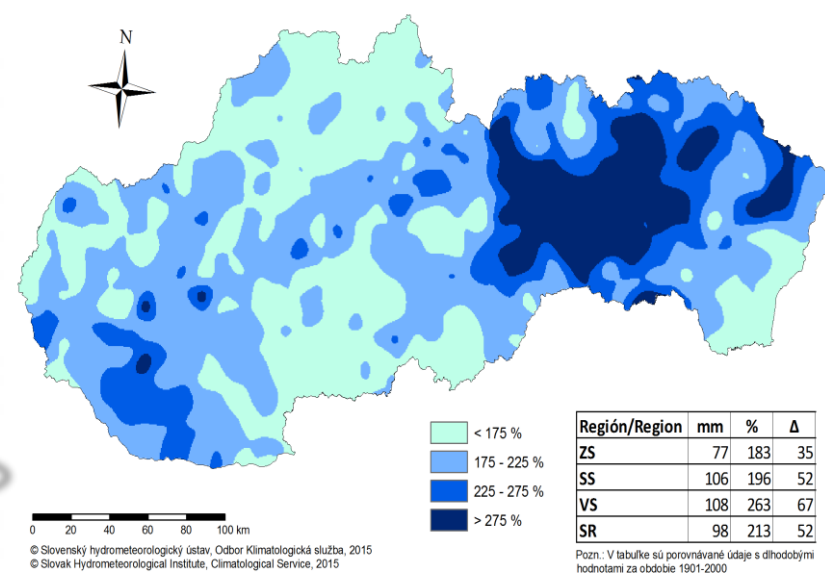 N
< 175 %
175 - 225 %
225 - 275 %
> 275 %
Región/Region mm % Δ
ZS 77 183 35
SS 106 196 52
VS 108 263 67
SR 98 213 52
0 20 40 60 80 100 km
© Slovenský hydrometeorologický ústav, Odbor Klimatologická služba, 2015
© Slovak Hydrometeorological Institute, Climatological Service, 2015
Pozn.: V tabuľke sú porovnávané údaje s dlhodobými
hodnotami za obdobie 1901-2000